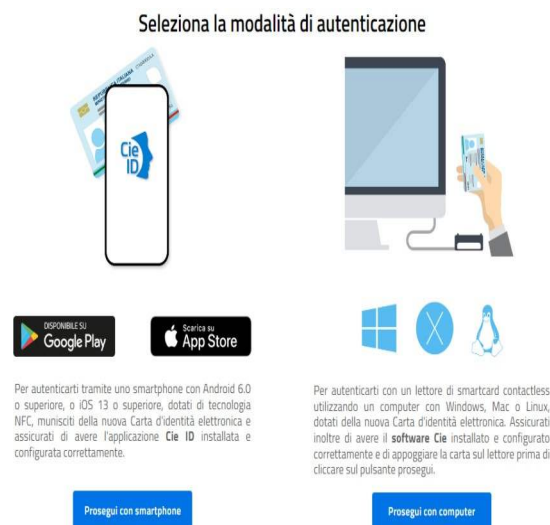 Seleziona la modalità di autenticazione
REPUBBLICA ITALIANA
Cie
ID
DISPONIBILE SU
Google Play
Scarica su
App Store
Per autenticarti tramite uno smartphone con Android 6.0
o superiore, o iOS 13 o superiore, dotati di tecnologia
NFC, munisciti della nuova Carta d'identità elettronica e
assicurati di avere l'applicazione Cie ID installata e
configurata correttamente.
Prosegui con smartphone
Per autenticarti con un lettore di smartcard contactless
utilizzando un computer con Windows, Mac o Linux,
dotati della nuova Carta d'identità elettronica. Assicurati
inoltre di avere il software Cie installato e configurato
correttamente e di appoggiare la carta sul lettore prima di
cliccare sul pulsante prosegui.
Prosegui con computer